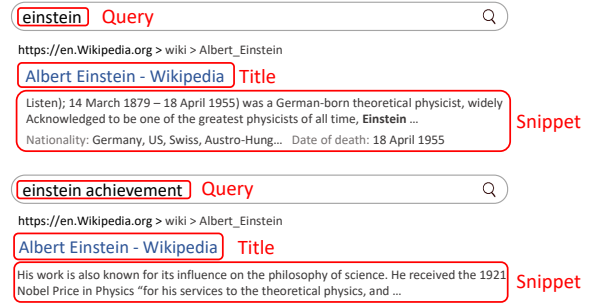 einstein Query
https://en.Wikipedia.org > wiki > Albert_Einstein
Albert Einstein - Wikipedia Title
Listen); 14 March 1879 – 18 April 1955) was a German-born theoretical physicist, widely
Acknowledged to be one of the greatest physicists of all time, Einstein ...
Snippet
Nationality: Germany, US, Swiss, Austro-Hung... Date of death: 18 April 1955
einstein achievement Query
https://en.Wikipedia.org > wiki > Albert_Einstein
Albert Einstein - Wikipedia Title
His work is also known for its influence on the philosophy of science. He received the 1921
Nobel Price in Physics “for his services to the theoretical physics, and ...
Snippet